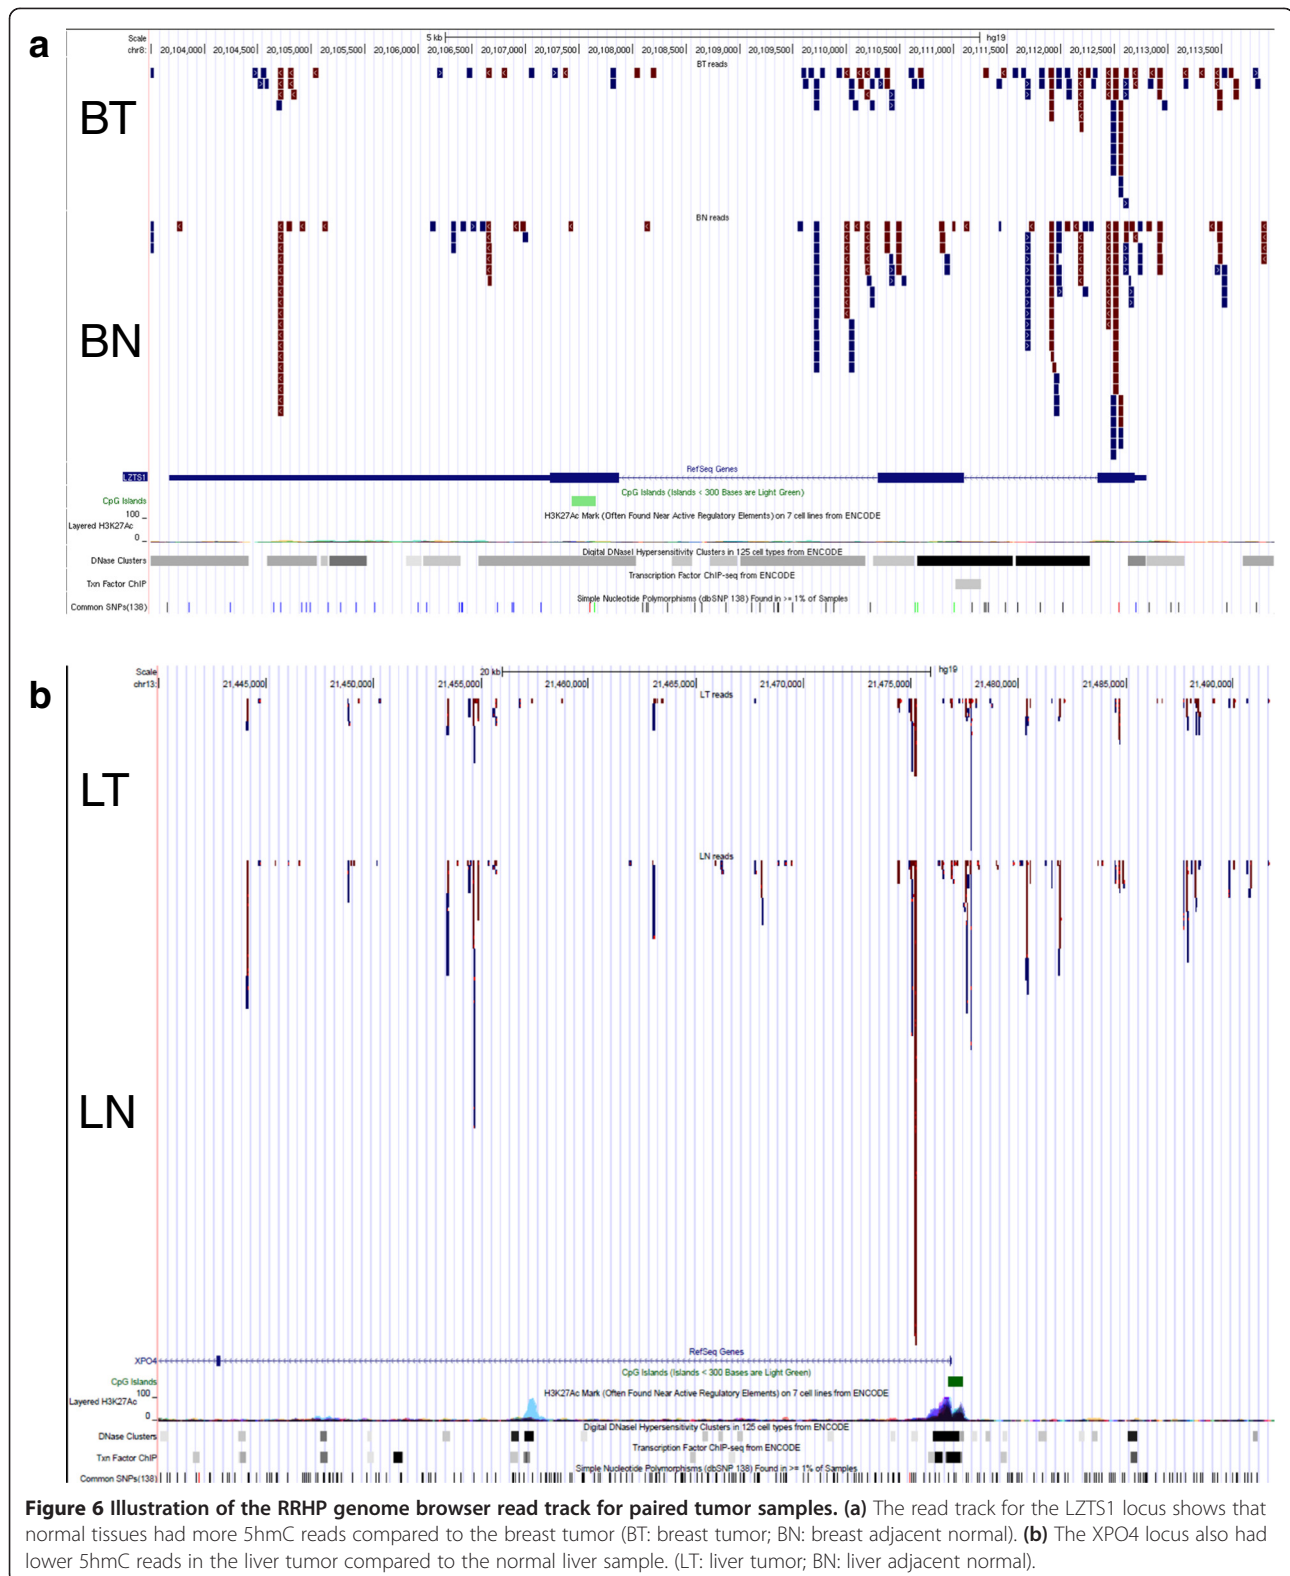 a
Scale 5 kb hg19
chr8: 20,104,000 20,104,500 20,105,000 20,105,500 20,106,000 20,106,500 20,107,000 20,107,500 20,108,000 20,108,500 20,109,000 20,109,500 20,110,000 20,110,500 20,111,000 20,111,500 20,112,000 20,112,500 20,113,000 20,113,500
BT reads
BT
BN reads
BN
RefSeq Genes
LZTS1
CpG Islands (Islands < 300 Bases are Light Green)
CpG Islands
H3K27Ac Mark (Often Found Near Active Regulatory Elements) on 7 cell lines from ENCODE
100
Layered H3K27Ac
0
Digital DNaseI Hypersensitivity Clusters in 125 cell types from ENCODE
DNase Clusters
Transcription Factor ChIP-seq from ENCODE
Txn Factor ChIP
Simple Nucleotide Polymorphisms (dbSNP 138) Found in >= 1% of Samples
Common SNPs(138)
b
Scale 20 kb hg19
chr13: 21,445,000 21,450,000 21,455,000 21,460,000 21,465,000 21,470,000 21,475,000 21,480,000 21,485,000 21,490,000
LT reads
LT
LN reads
LN
RefSeq Genes
XPO4
CpG Islands (Islands < 300 Bases are Light Green)
CpG Islands
H3K27Ac Mark (Often Found Near Active Regulatory Elements) on 7 cell lines from ENCODE
100
Layered H3K27Ac
0
Digital DNaseI Hypersensitivity Clusters in 125 cell types from ENCODE
DNase Clusters
Transcription Factor ChIP-seq from ENCODE
Txn Factor ChIP
Simple Nucleotide Polymorphisms (dbSNP 138) Found in >= 1% of Samples
Common SNPs(138)
Figure 6 Illustration of the RRHP genome browser read track for paired tumor samples. (a) The read track for the LZTS1 locus shows that
normal tissues had more 5hmC reads compared to the breast tumor (BT: breast tumor; BN: breast adjacent normal). (b) The XPO4 locus also had
lower 5hmC reads in the liver tumor compared to the normal liver sample. (LT: liver tumor; BN: liver adjacent normal).